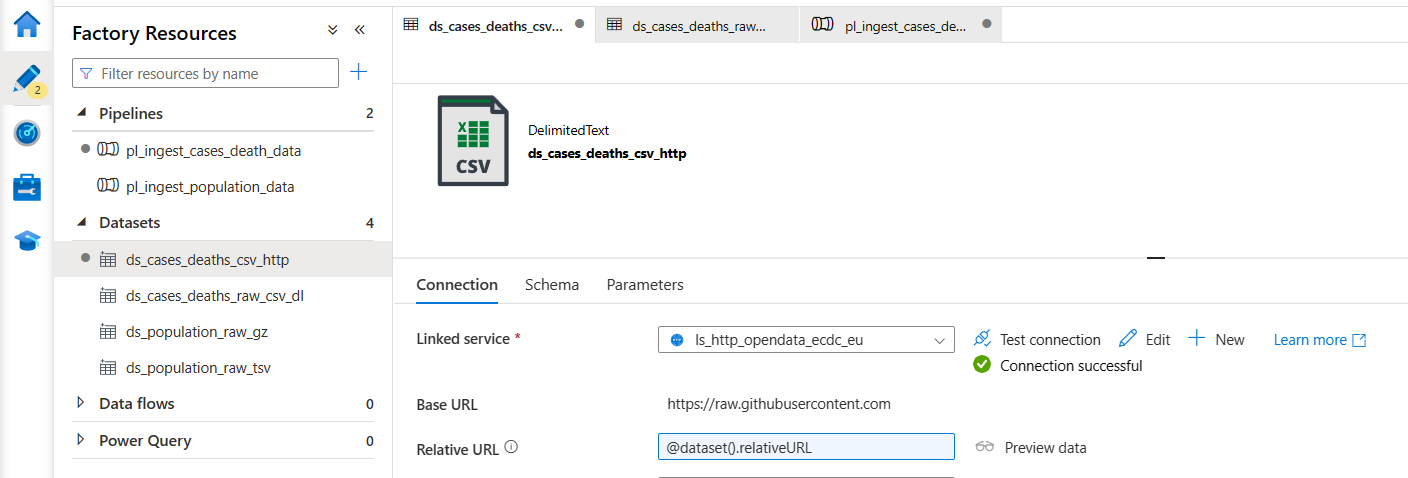 Factory Resources
Filter resources by name
2
Pipelines 2
pl_ingest_cases_death_data
pl_ingest_population_data
Datasets 4
ds_cases_deaths_csv_http
ds_cases_deaths_raw_csv_dl
ds_population_raw_gz
ds_population_raw_tsv
Data flows 0
Power Query 0
ds_cases_deaths_csv...
ds_cases_deaths_raw...
pl_ingest_cases_de...
X
CSV
DelimitedText
ds_cases_deaths_csv_http
Connection Schema Parameters
Linked service * ls_http_opendata_ecdc_eu Test connection Edit New Learn more
Connection successful
Base URL https://raw.githubusercontent.com
Relative URL @dataset().relativeURL Preview data